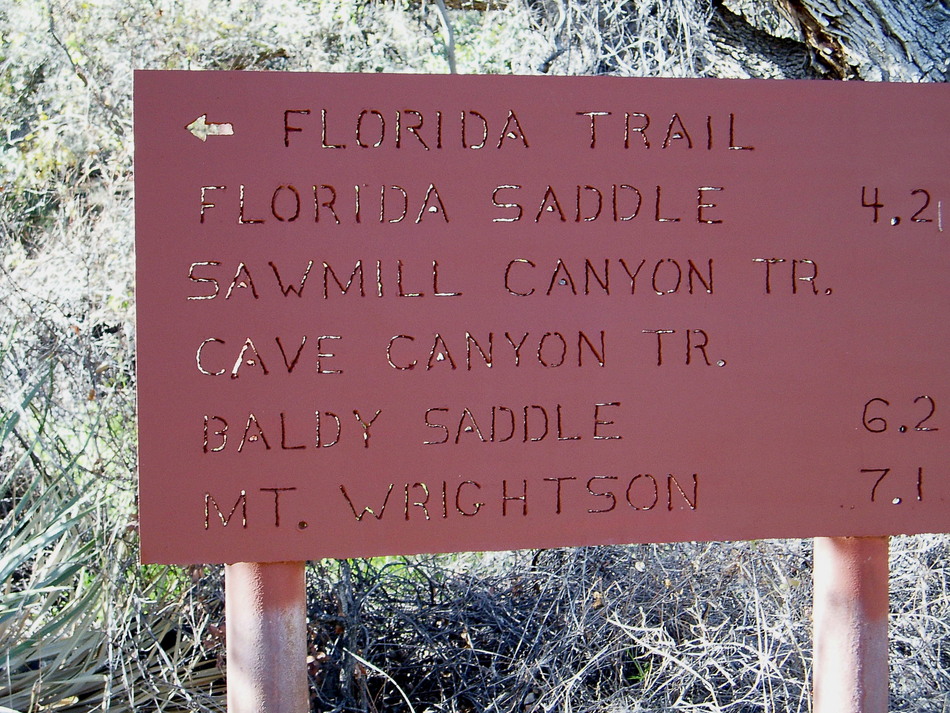 ← FLORIDA TRAIL
FLORIDA SADDLE 4.2
SAWMILL CANYON TR.
CAVE CANYON TR.
BALDY SADDLE 6.2
MT. WRIGHTSON 7.1